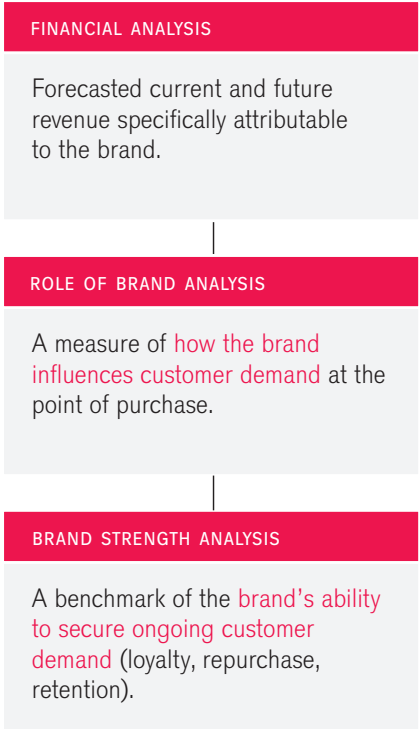 FINANCIAL ANALYSIS
Forecasted current and future
revenue specifically attributable
to the brand.
ROLE OF BRAND ANALYSIS
A measure of how the brand
influences customer demand at the
point of purchase.
BRAND STRENGTH ANALYSIS
A benchmark of the brand's ability
to secure ongoing customer
demand (loyalty, repurchase,
retention).